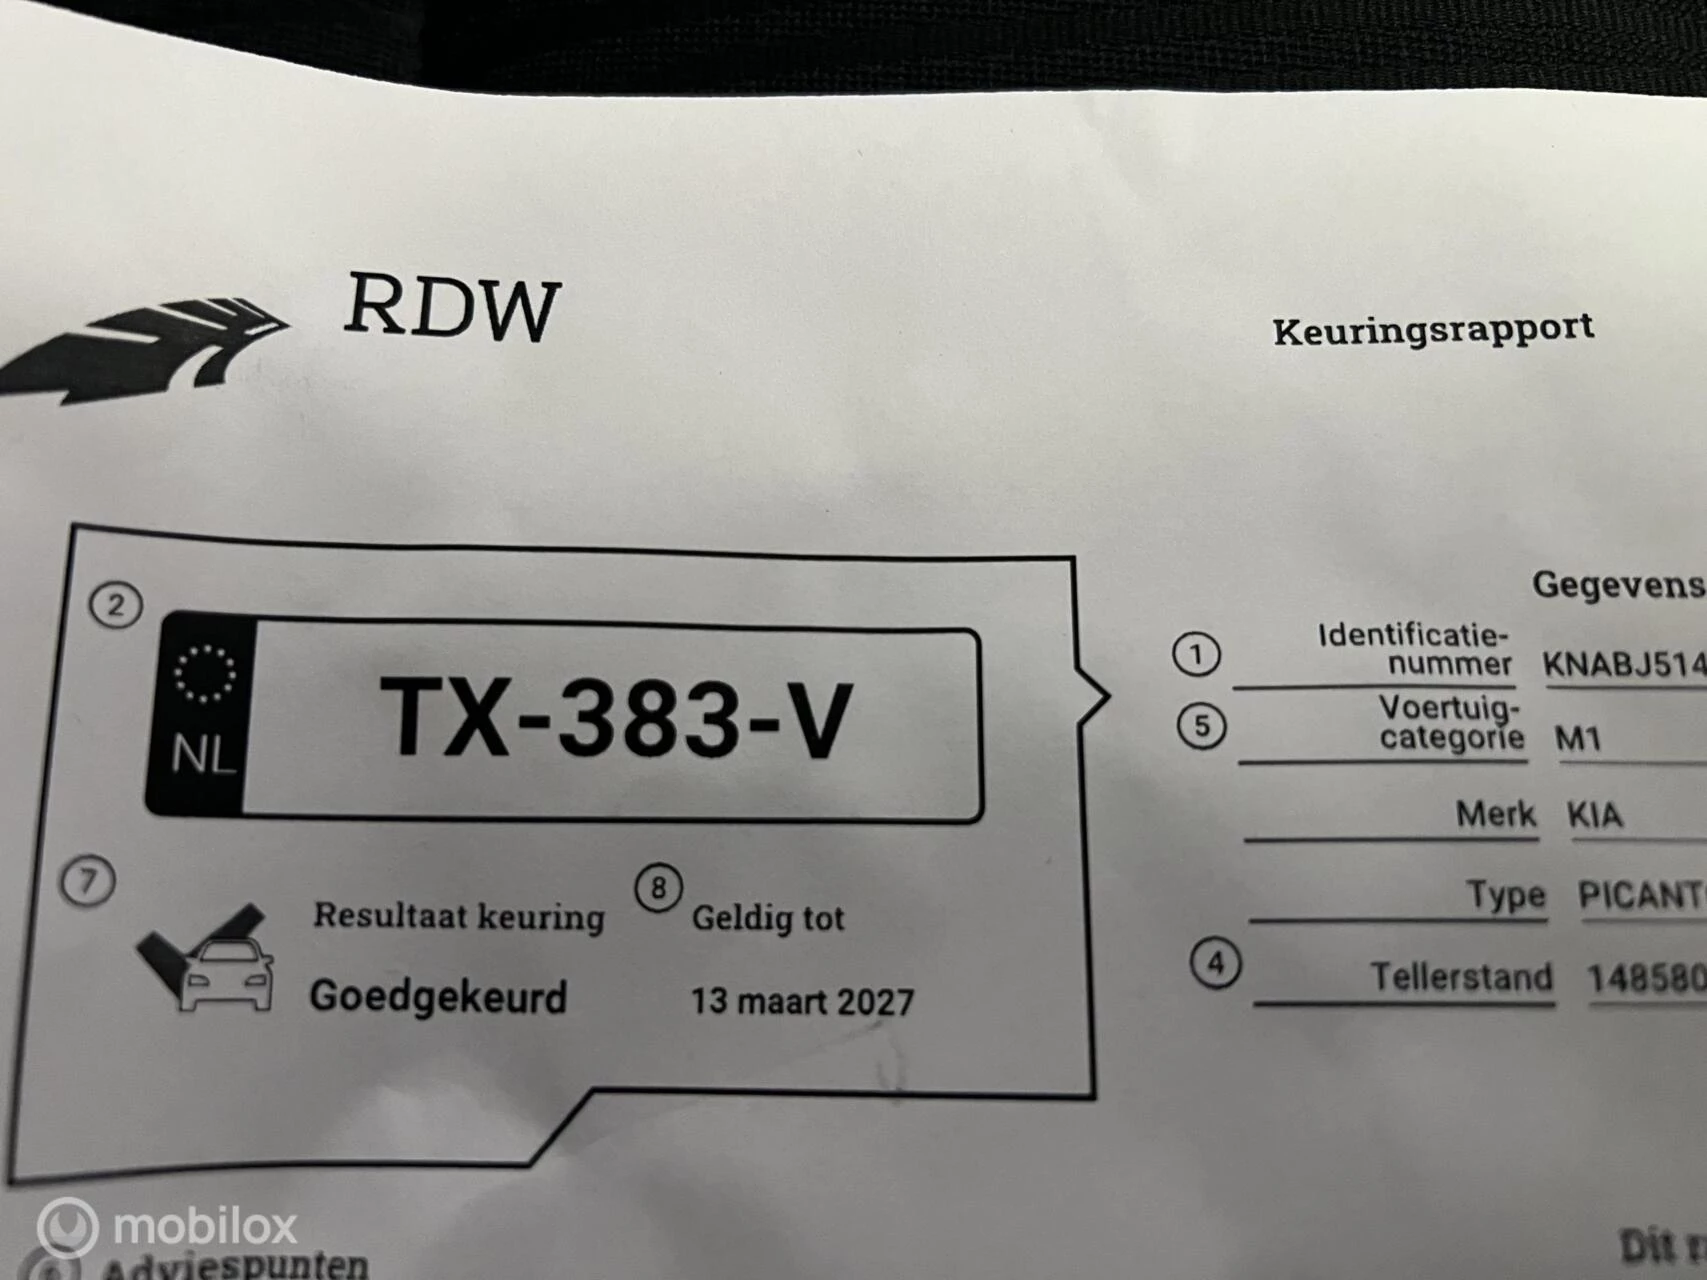 RDW
Keuringsrapport
2
NL
TX-383-V
7
Resultaat keuring
Goedgekeurd
8
Geldig tot
13 maart 2027
Gegevens
1
Identificatie-
nummer KNABJ514
5
Voertuig-
categorie M1
Merk KIA
Type PICANT
4
Tellerstand 148580
mobilox
Adviespunten
Dit